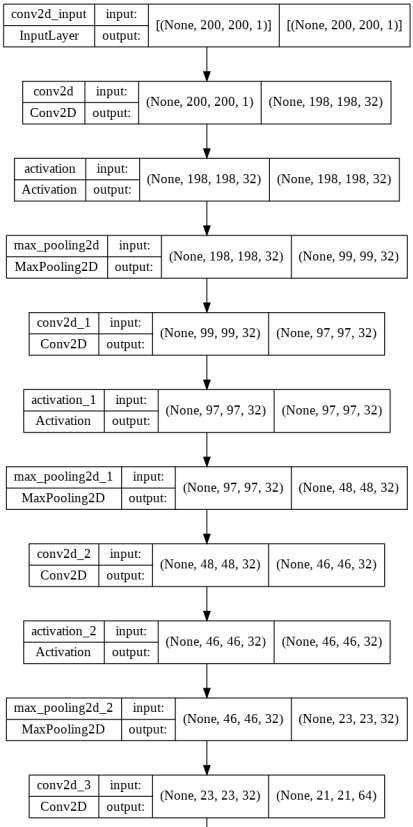 conv2d_input input: [(None, 200, 200, 1)] [(None, 200, 200, 1)]
InputLayer output:
conv2d input: (None, 200, 200, 1) (None, 198, 198, 32)
Conv2D output:
activation input: (None, 198, 198, 32) (None, 198, 198, 32)
Activation output:
max_pooling2d input: (None, 198, 198, 32) (None, 99, 99, 32)
MaxPooling2D output:
conv2d_1 input: (None, 99, 99, 32) (None, 97, 97, 32)
Conv2D output:
activation_1 input: (None, 97, 97, 32) (None, 97, 97, 32)
Activation output:
max_pooling2d_1 input: (None, 97, 97, 32) (None, 48, 48, 32)
MaxPooling2D output:
conv2d_2 input: (None, 48, 48, 32) (None, 46, 46, 32)
Conv2D output:
activation_2 input: (None, 46, 46, 32) (None, 46, 46, 32)
Activation output:
max_pooling2d_2 input: (None, 46, 46, 32) (None, 23, 23, 32)
MaxPooling2D output:
conv2d_3 input: (None, 23, 23, 32) (None, 21, 21, 64)
Conv2D output: